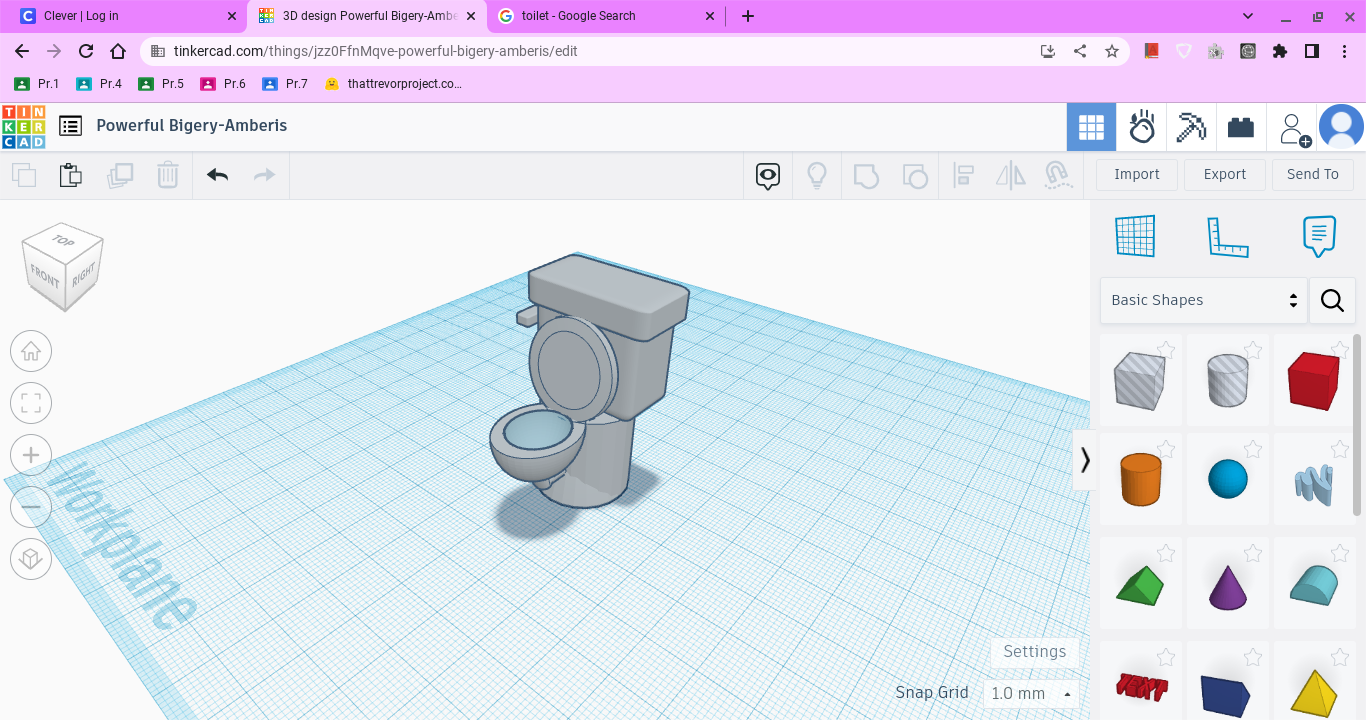 Clever | Log in
3D design Powerful Bigery-Ambe
toilet - Google Search
tinkercad.com/things/jzz0FfnMqve-powerful-bigery-amberis/edit
Pr.1
Pr.4
Pr.5
Pr.6
Pr.7
thattrevorproject.co...
TIN
KER
CAD
Powerful Bigery-Amberis
Import
Export
Send To
TOP
FRONT
RIGHT
Basic Shapes
Workplane
TEXT
Settings
Snap Grid
1.0 mm